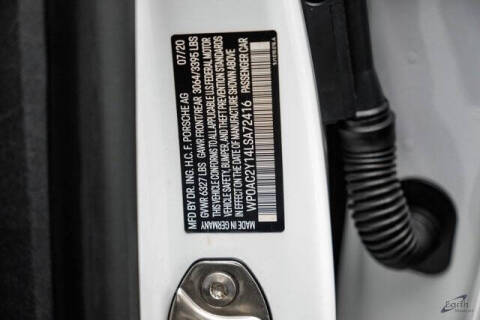 MFD BY DR. ING. H.C. F. PORSCHE AG 07/20
GVWR 6327 LBS GAWR FRONT/REAR 3064/3395 LBS
THIS VEHICLE CONFORMS TO ALL APPLICABLE U.S. FEDERAL MOTOR
VEHICLE SAFETY, BUMPER, AND THEFT PREVENTION STANDARDS
IN EFFECT ON THE DATE OF MANUFACTURE SHOWN ABOVE
WP0AC2Y14LSA72416 PASSENGER CAR
MADE IN GERMANY